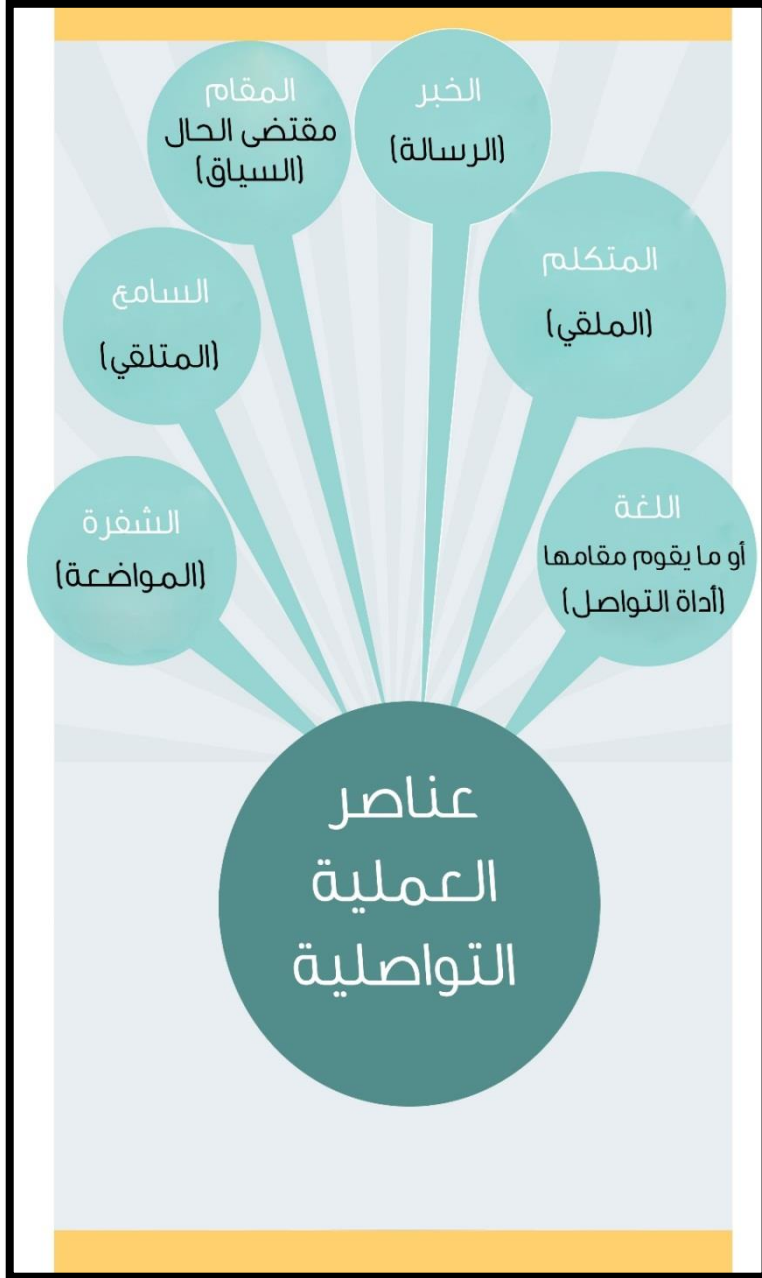 الخبر
(الرسالة)
المقام
مقتضى الحال
(السياق)
المتكلم
(الملقي)
السامع
(المتلقي)
اللغة
أو ما يقوم مقامها
(أداة التواصل)
الشفرة
(المواضعة)
عناصر
العملية
التواصلية